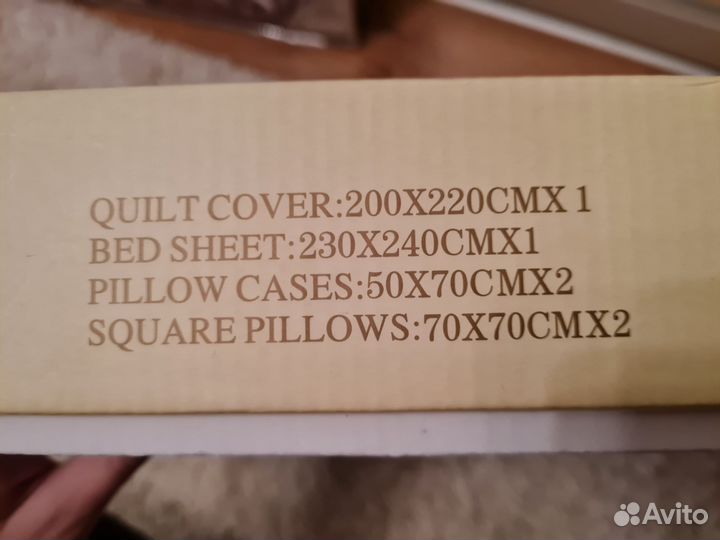 QUILT COVER:200X220CMX 1
BED SHEET:230X240CMX1
PILLOW CASES:50X70CMX2
SQUARE PILLOWS:70X70CMX2
Avito